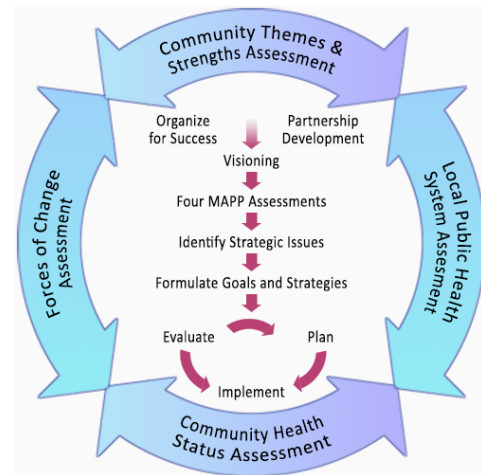 Community Themes &
Strengths Assessment
Organize
for Success
Partnership
Development
Visioning
Four MAPP Assessments
Identify Strategic Issues
Formulate Goals and Strategies
Evaluate
Plan
Implement
Forces of Change
Assessment
Local Public Health
System Assesment
Community Health
Status Assessment